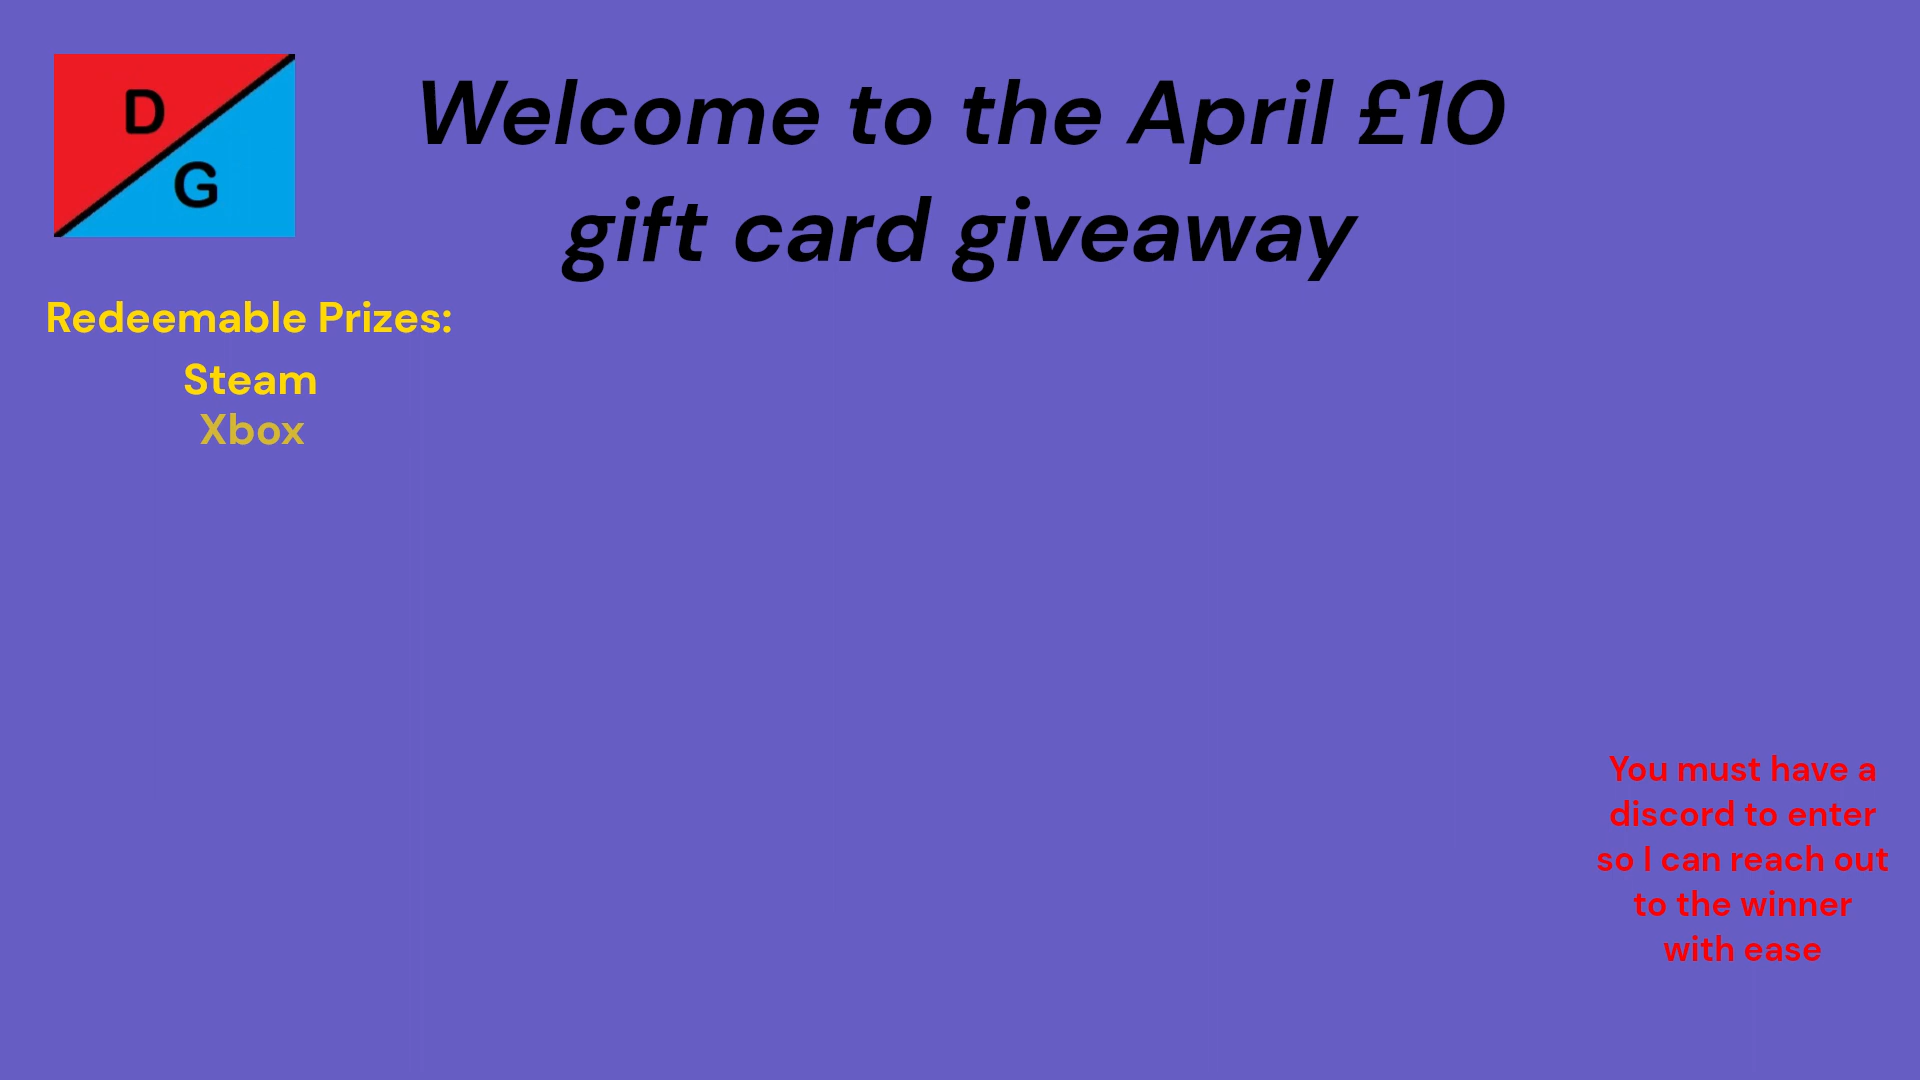 D
G
Welcome to the April £10
gift card giveaway
Redeemable Prizes:
Steam
Xbox
You must have a
discord to enter
so I can reach out
to the winner
with ease